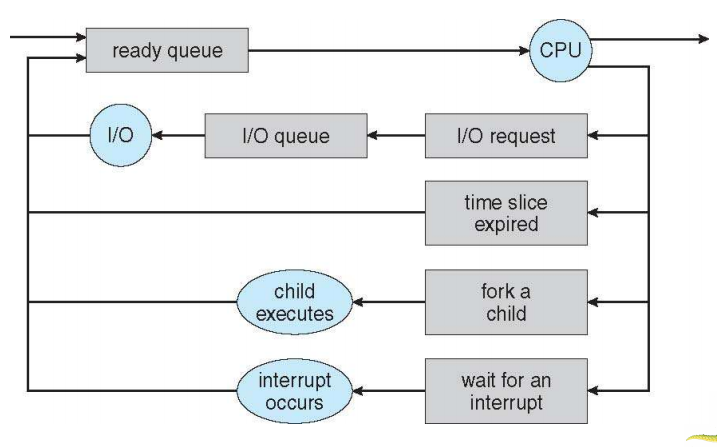 ready queue
CPU
I/O
I/O queue
I/O request
time slice
expired
child
executes
fork a
child
interrupt
occurs
wait for an
interrupt